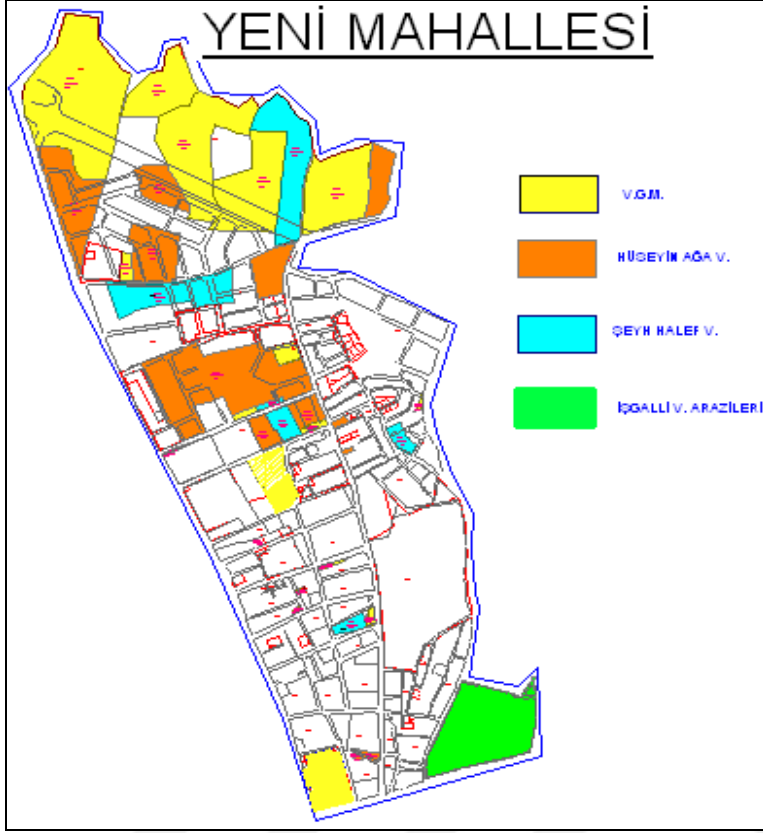 YENİ MAHALLESİ
V.G.M.
HÜSEYİN AĞA V.
ŞEYH HALEF V.
İŞGALLİ V. ARAZİLERİ